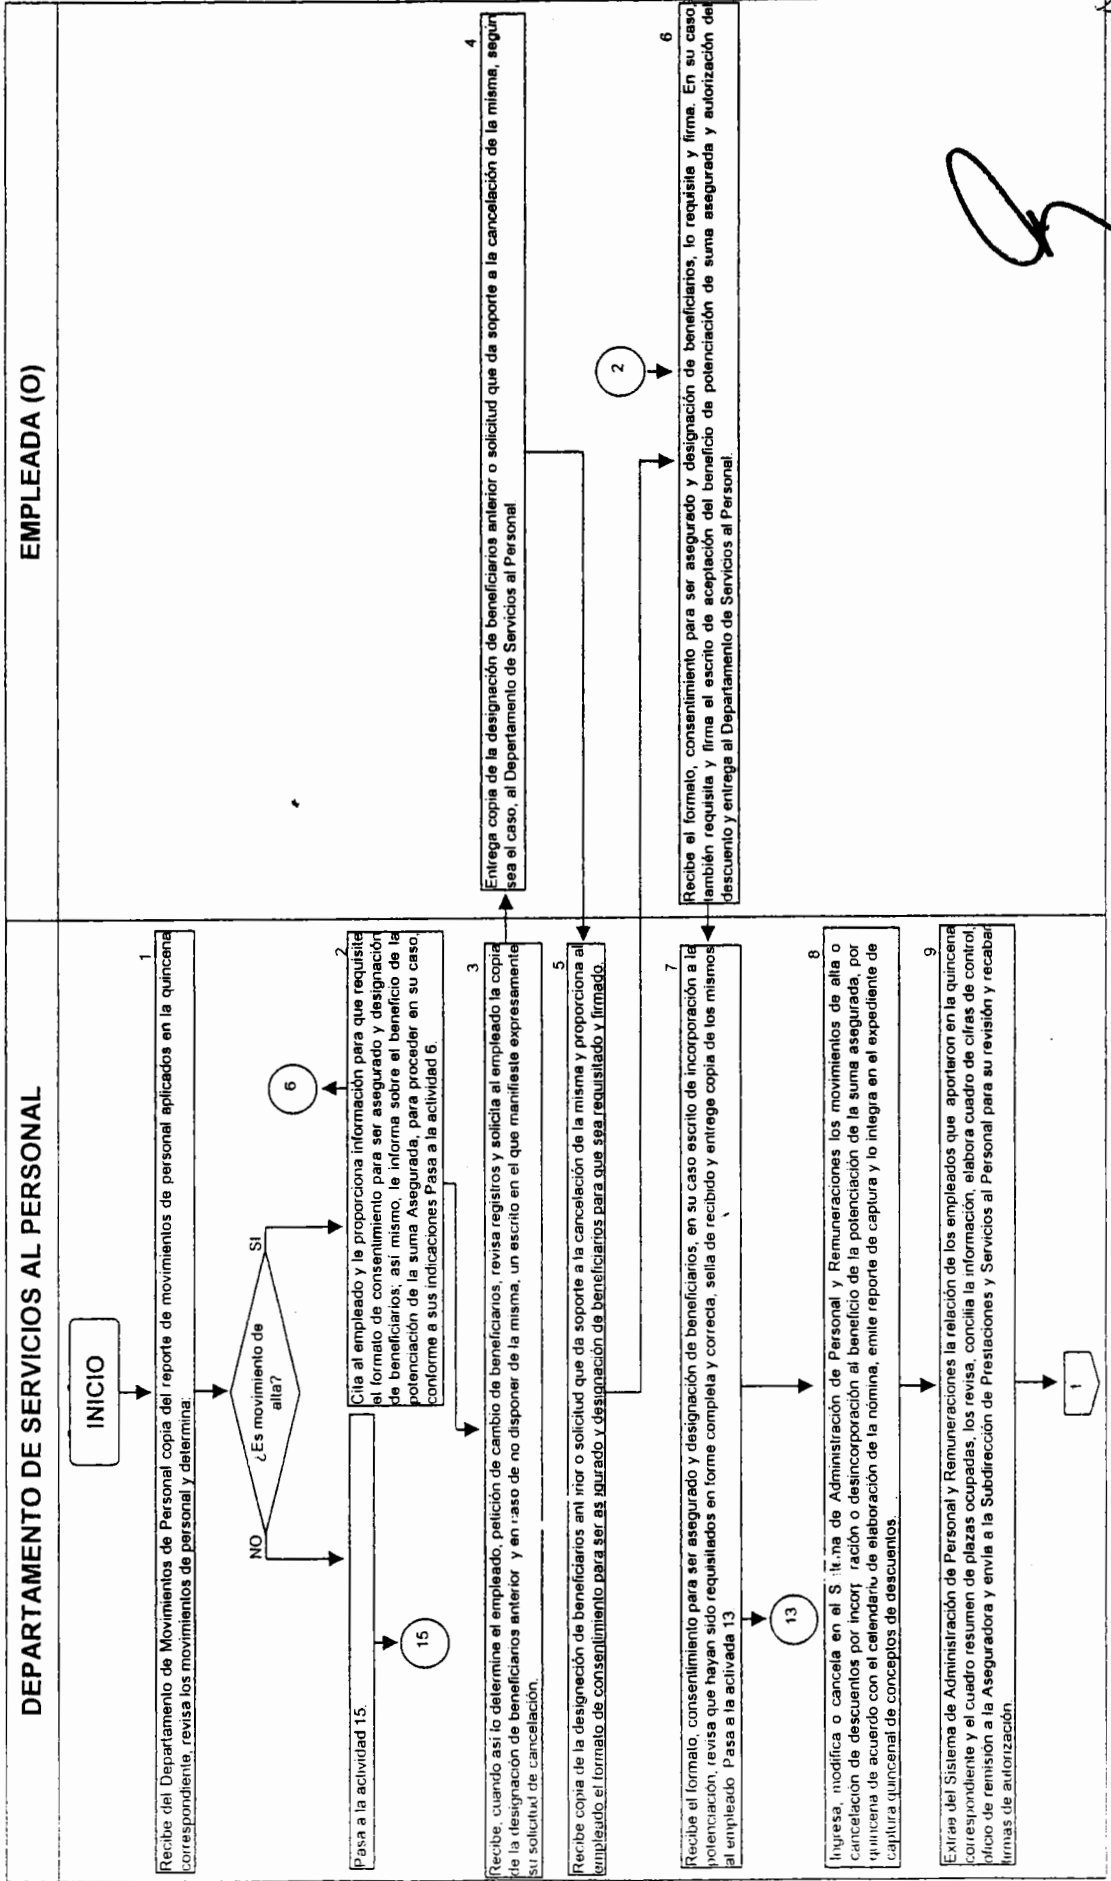 DEPARTAMENTO DE SERVICIOS AL PERSONAL
EMPLEADA (O)
INICIO
1
Recibe del Departamento de Movimientos de Personal copia del reporte de movimientos de personal aplicados en la quincena
correspondiente, revisa los movimientos de personal y determina:
¿Es movimiento de
alta?
NO
SI
Pasa a la actividad 15.
15
6
2
Cita al empleado y le proporciona información para que requisite
el formato de consentimiento para ser asegurado y designación
de beneficiarios; así mismo, le informa sobre el beneficio de la
potenciación de la suma Asegurada, para proceder en su caso,
conforme a sus indicaciones Pasa a la actividad 6.
3
Recibe, cuando así lo determine el empleado, petición de cambio de beneficiarios, revisa registros y solicita al empleado la copia
de la designación de beneficiarios anterior y en caso de no disponer de la misma, un escrito en el que manifieste expresamente
su solicitud de cancelación.
4
Entrega copia de la designación de beneficiarios anterior o solicitud que da soporte a la cancelación de la misma, según
sea el caso, al Departamento de Servicios al Personal.
5
Recibe copia de la designación de beneficiarios anterior o solicitud que da soporte a la cancelación de la misma y proporciona al
empleado el formato de consentimiento para ser asegurado y designación de beneficiarios para que sea requisitado y firmado.
2
6
Recibe el formato, consentimiento para ser asegurado y designación de beneficiarios, lo requisita y firma. En su caso,
también requisita y firma el escrito de aceptación del beneficio de potenciación de suma asegurada y autorización del
descuento y entrega al Departamento de Servicios al Personal.
7
Recibe el formato, consentimiento para ser asegurado y designación de beneficiarios, en su caso escrito de incorporación a la
potenciación, revisa que hayan sido requisitados en forme completa y correcta, sella de recibido y entrege copia de los mismos
al empleado. Pasa a la activada 13
13
8
Ingresa, modifica o cancela en el Sistema de Administración de Personal y Remuneraciones los movimientos de alta o
cancelación de descuentos por incorporación o desincorporación al beneficio de la potenciación de la suma asegurada, por
quincena de acuerdo con el calendario de elaboración de la nómina, emite reporte de captura y lo integra en el expediente de
captura quincenal de conceptos de descuentos.
9
Extrae del Sistema de Administración de Personal y Remuneraciones la relación de los empleados que aportaron en la quincena
correspondiente y el cuadro resumen de plazas ocupadas, los revisa, concilia la información, elabora cuadro de cifras de control,
oficio de remisión a la Aseguradora y envía a la Subdirección de Prestaciones y Servicios al Personal para su revisión y recabar
firmas de autorización.
1